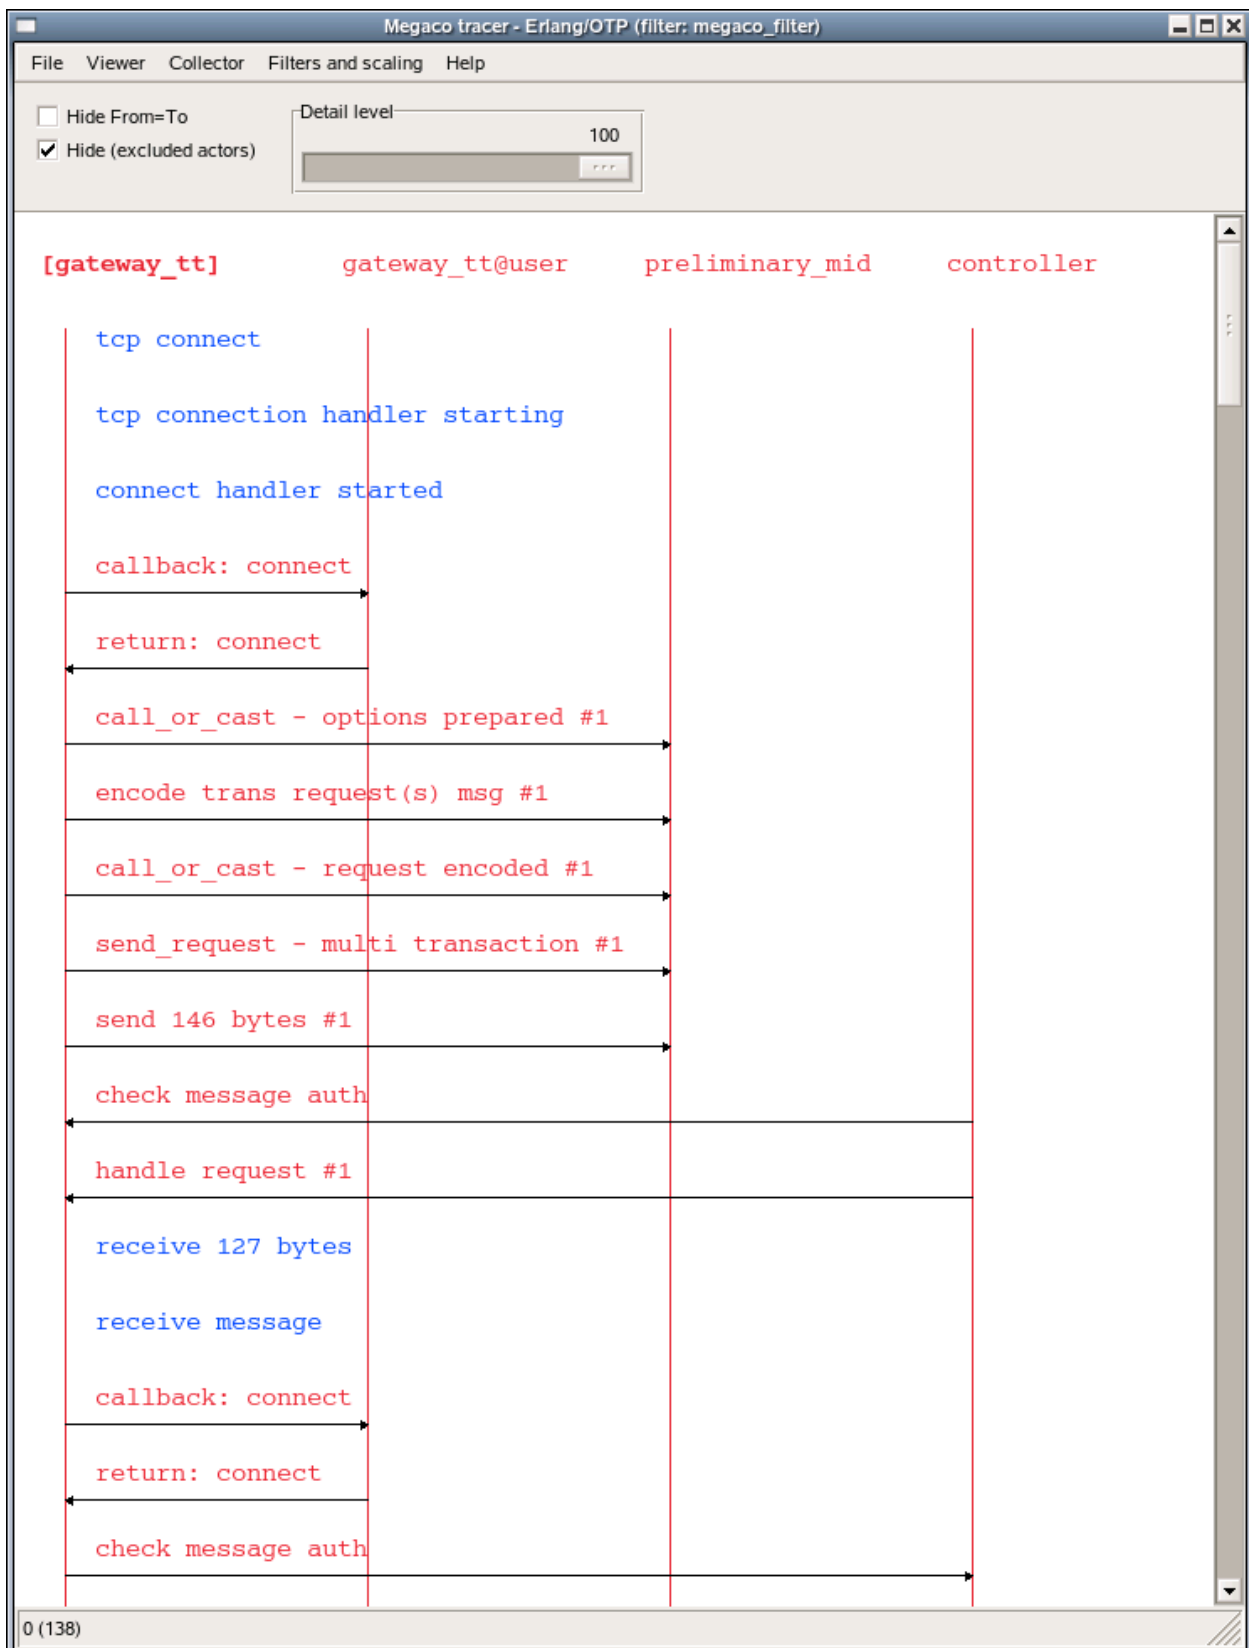 Megaco tracer - Erlang/OTP (filter: megaco_filter)
File Viewer Collector Filters and scaling Help
Hide From=To
Hide (excluded actors)
Detail level
100
[gateway_tt] gateway_tt@user preliminary_mid controller
tcp connect
tcp connection handler starting
connect handler started
callback: connect
return: connect
call_or_cast - options prepared #1
encode trans request(s) msg #1
call_or_cast - request encoded #1
send_request - multi transaction #1
send 146 bytes #1
check message auth
handle request #1
receive 127 bytes
receive message
callback: connect
return: connect
check message auth
0 (138)